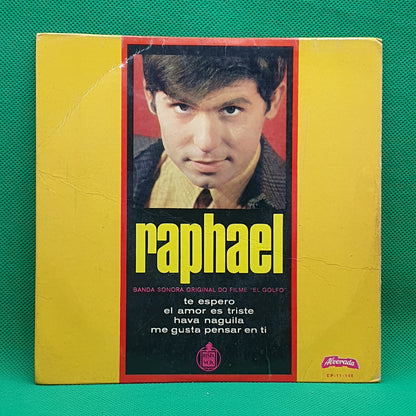 raphael
BANDA SONORA ORIGINAL DO FILME "EL GOLFO"
te espero
el amor es triste
hava naguila
me gusta pensar en ti
Alvorada
EP-11-115